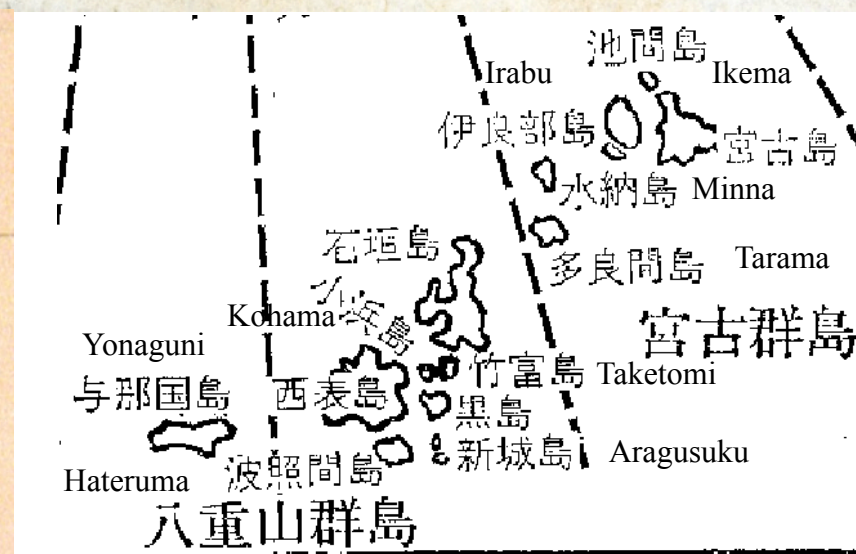 池間島
Irabu
Ikema
伊良部島
宮古島
水納島 Minna
石垣島
多良間島 Tarama
小浜島
Kohama
宮古群島
Yonaguni
竹富島 Taketomi
与那国島
西表島
黒島
新城島 Aragusuku
Hateruma
波照間島
八重山群島